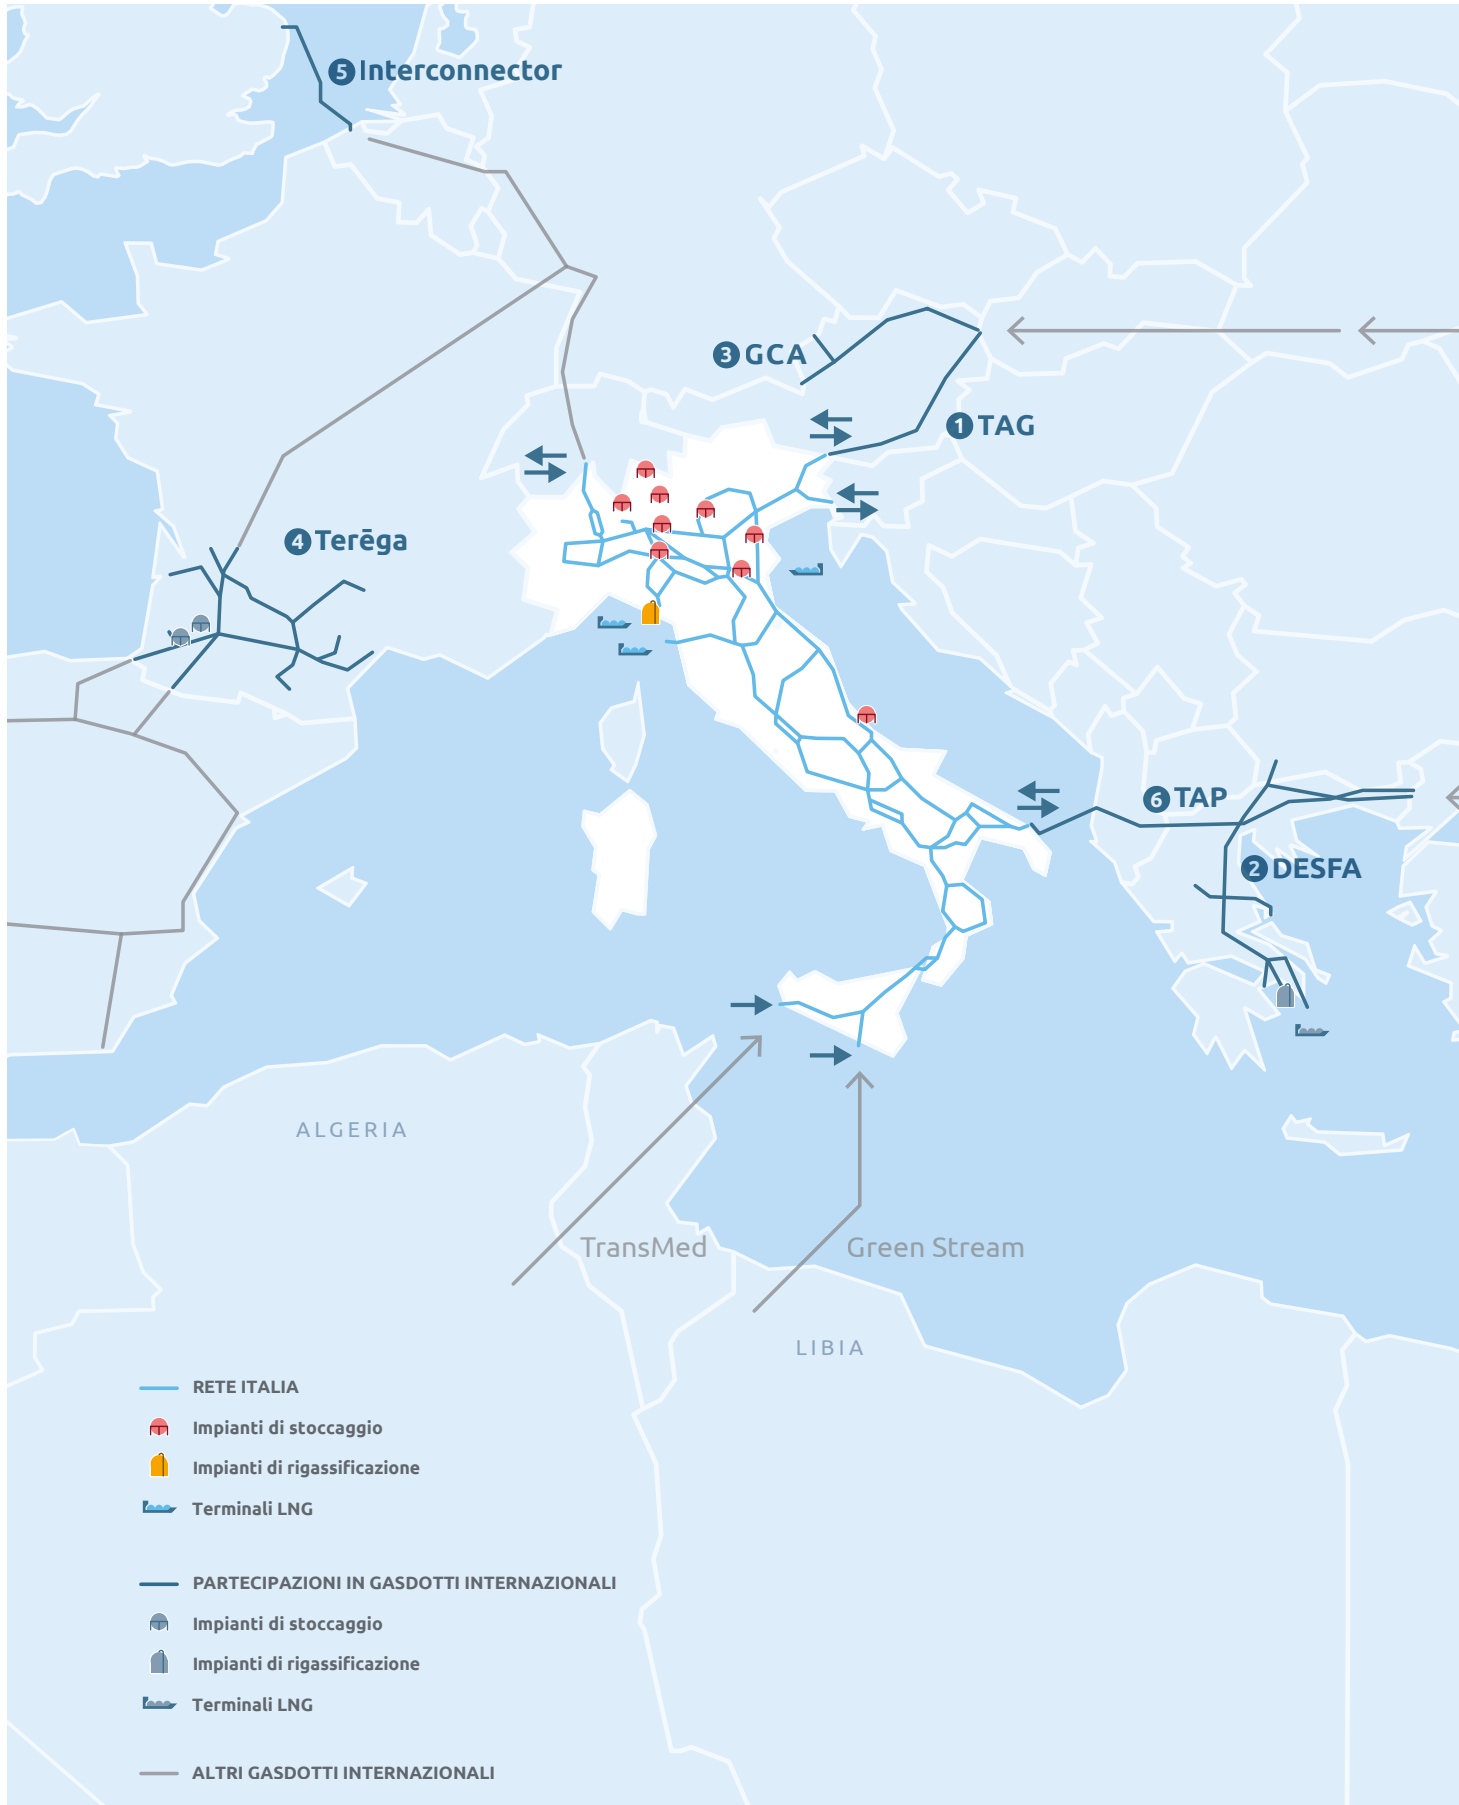 5 Interconnector
3 GCA
1 TAG
4 Terēga
6 TAP
2 DESFA
ALGERIA
TransMed
Green Stream
LIBIA
RETE ITALIA
Impianti di stoccaggio
Impianti di rigassificazione
Terminali LNG
PARTECIPAZIONI IN GASDOTTI INTERNAZIONALI
Impianti di stoccaggio
Impianti di rigassificazione
Terminali LNG
ALTRI GASDOTTI INTERNAZIONALI